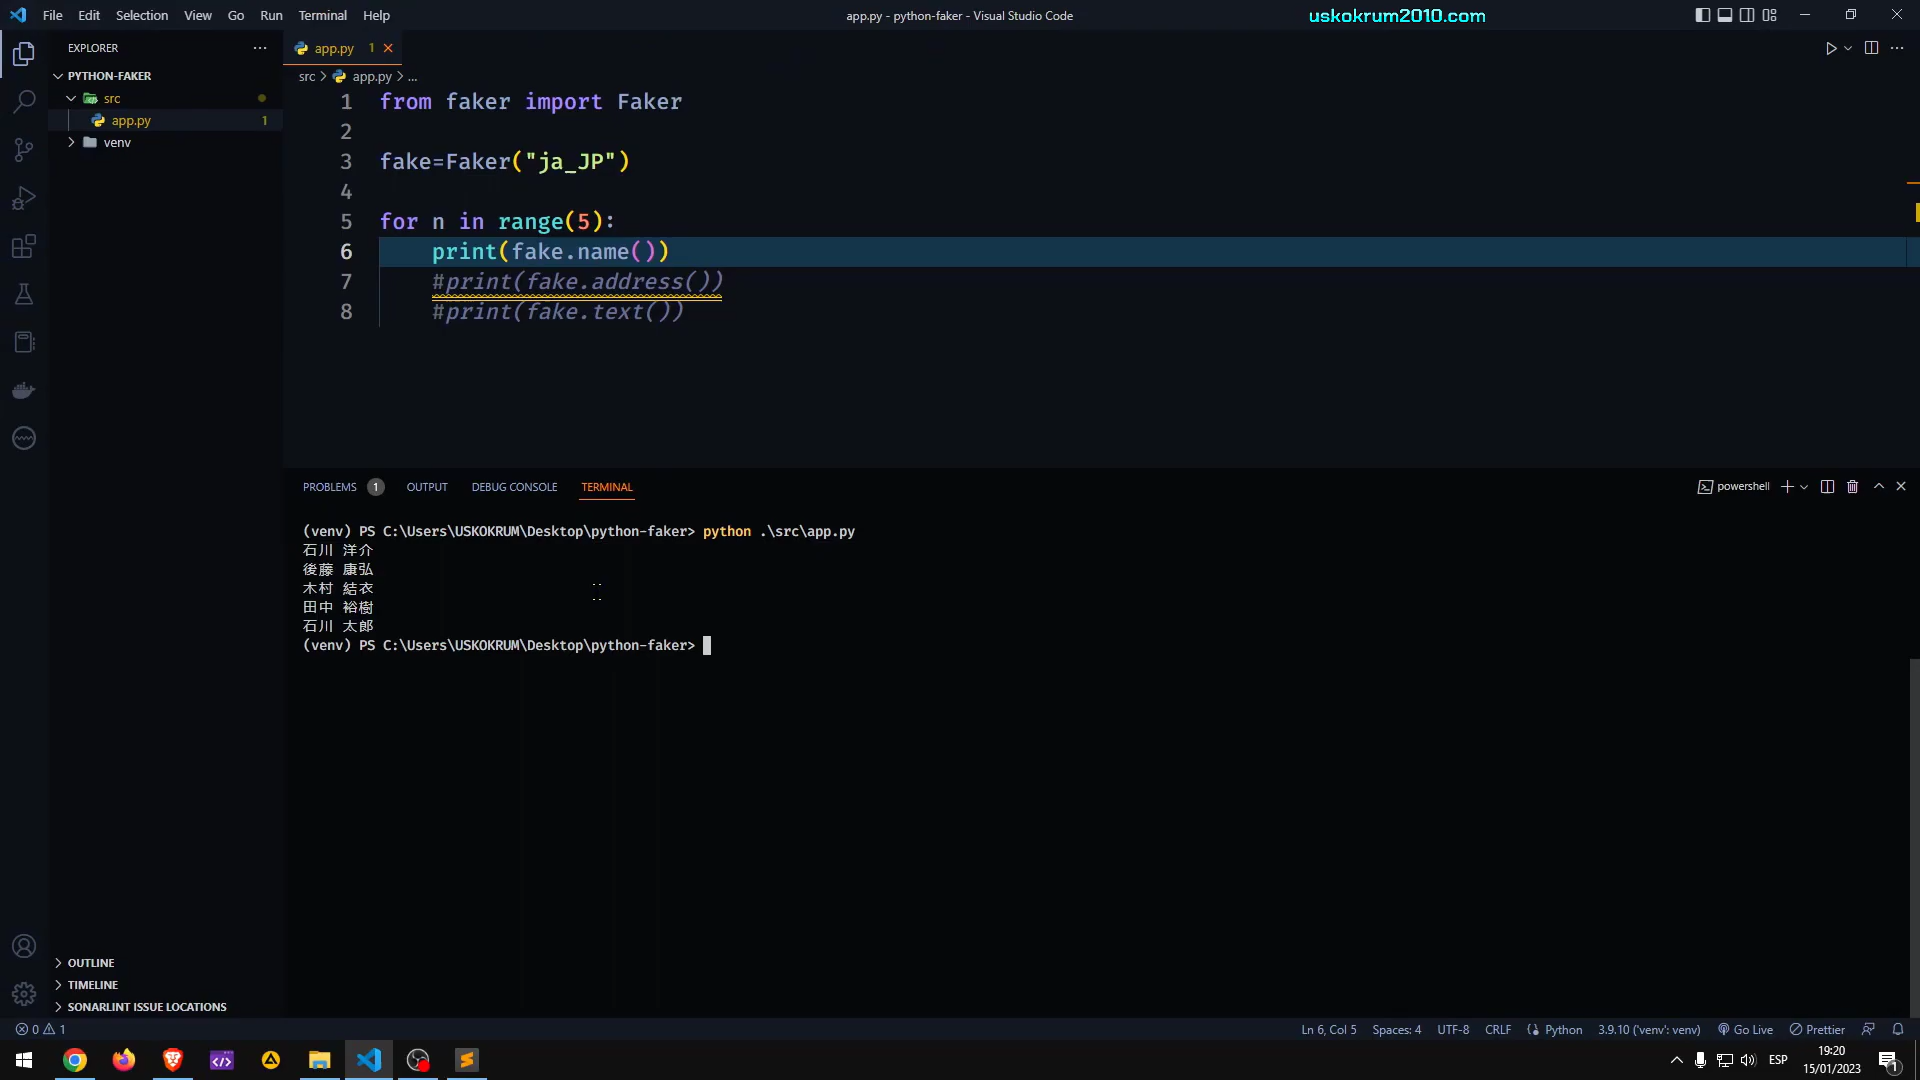 File Edit Selection View Go Run Terminal Help
app.py - python-faker - Visual Studio Code
uskokrum2010.com
EXPLORER
app.py 1
PYTHON-FAKER
src > app.py > ...
src
app.py 1
venv
1 from faker import Faker
2
3 fake=Faker("ja_JP")
4
5 for n in range(5):
6 print(fake.name())
7 #print(fake.address())
8 #print(fake.text())
PROBLEMS 1 OUTPUT DEBUG CONSOLE TERMINAL
powershell
(venv) PS C:\Users\USKOKRUM\Desktop\python-faker> python .\src\app.py
石川 洋介
後藤 康弘
木村 結衣
田中 裕樹
石川 太郎
(venv) PS C:\Users\USKOKRUM\Desktop\python-faker>
OUTLINE
TIMELINE
SONARLINT ISSUE LOCATIONS
0 1
Ln 6, Col 5 Spaces: 4 UTF-8 CRLF Python 3.9.10 ('venv': venv) Go Live Prettier
ESP
19:20
15/01/2023
1